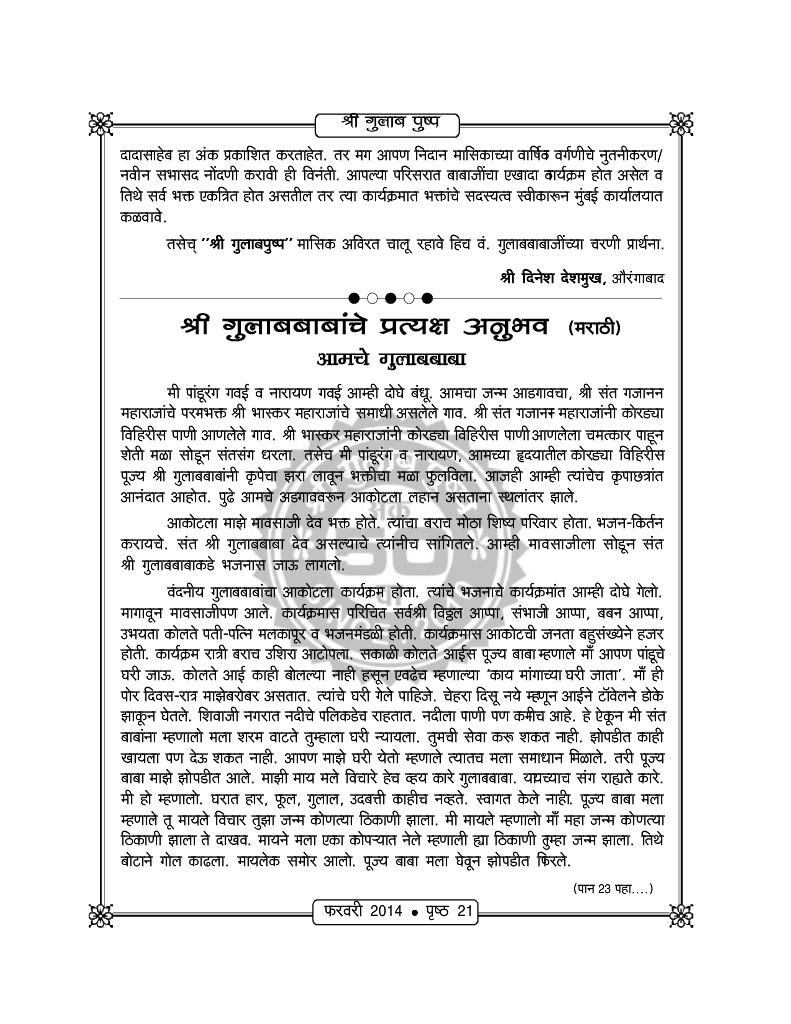 श्री गुलाब पुष्प
दादासाहेब हा अंक प्रकाशित करताहेत. तर मग आपण निदान मासिकाच्या वार्षिक वर्गणीचे नुतनीकरण/
नवीन सभासद नोंदणी करावी ही विनंती. आपल्या परिसरात बाबाजींचा एखादा कार्यक्रम होत असेल व
तिथे सर्व भक्त एकत्रित होत असतील तर त्या कार्यक्रमात भक्तांचे सदस्यत्व स्वीकारून मुंबई कार्यालयात
कळवावे.
तसेच् ''श्री गुलाबपुष्प'' मासिक अविरत चालू रहावे हिच वं. गुलाबबाबाजींच्या चरणी प्रार्थना.
श्री दिनेश देशमुख, औरंगाबाद
श्री गुलाबबाबांचे प्रत्यक्ष अनुभव (मराठी)
आमचे गुलाबबाबा
मी पांडूरंग गवई व नारायण गवई आम्ही दोघे बंधू. आमचा जन्म आडगावचा, श्री संत गजानन
महाराजांचे परमभक्त श्री भास्कर महाराजांचे समाधी असलेले गाव. श्री संत गजानन महाराजांनी कोरड्या
विहिरीस पाणी आणलेले गाव. श्री भास्कर महाराजांनी कोरड्या विहिरीस पाणी आणलेला चमत्कार पाहून
शेती मळा सोडून संतसंग धरला. तसेच मी पांडूरंग व नारायण, आमच्या हृदयातील कोरड्या विहिरीस
पूज्य श्री गुलाबबाबांनी कृपेचा झरा लावून भक्तीचा मळा फुलविला. आजही आम्ही त्यांचेच कृपाछत्रांत
आनंदात आहोत. पुढे आमचे अडगाववरून आकोटला लहान असताना स्थलांतर झाले.
आकोटला माझे मावसाजी देव भक्त होते. त्यांचा बराच मोठा शिष्य परिवार होता. भजन-किर्तन
करायचे. संत श्री गुलाबबाबा देव असल्याचे त्यांनीच सांगितले. आम्ही मावसाजीला सोडून संत
श्री गुलाबबाबाकडे भजनास जाऊ लागलो.
वंदनीय गुलाबबाबांचा आकोटला कार्यक्रम होता. त्यांचे भजनाचे कार्यक्रमांत आम्ही दोघे गेलो.
मागावून मावसाजीपण आले. कार्यक्रमास परिचित सर्वश्री विठ्ठल आप्पा, संभाजी आप्पा, बबन आप्पा,
उभयता कोलते पती-पत्नि मलकापूर व भजनमंडळी होती. कार्यक्रमास आकोटची जनता बहुसंख्येने हजर
होती. कार्यक्रम रात्री बराच उशिरा आटोपला. सकाळी कोलते आईस पूज्य बाबा म्हणाले माँ आपण पांडूचे
घरी जाऊ. कोलते आई काही बोलल्या नाही हसून एवढेच म्हणाल्या 'काय मांगाच्या घरी जाता'. माँ ही
पोर दिवस-रात्र माझेबरोबर असतात. त्यांचे घरी गेले पाहिजे. चेहरा दिसू नये म्हणून आईने टॉवेलने डोके
झाकून घेतले. शिवाजी नगरात नदीचे पलिकडेच राहतात. नदीला पाणी पण कमीच आहे. हे ऐकून मी संत
बाबांना म्हणालो मला शरम वाटते तुम्हाला घरी न्यायला. तुमची सेवा करू शकत नाही. झोपडीत काही
खायला पण देऊ शकत नाही. आपण माझे घरी येतो म्हणाले त्यातच मला समाधान मिळाले. तरी पूज्य
बाबा माझे झोपडीत आले. माझी माय मले विचारे हेच व्हय कारे गुलाबबाबा. याच्याच संग राह्यते कारे.
मी हो म्हणालो. घरात हार, फूल, गुलाल, उदबत्ती काहीच नव्हते. स्वागत केले नाही. पूज्य बाबा मला
म्हणाले तू मायले विचार तुझा जन्म कोणत्या ठिकाणी झाला. मी मायले म्हणालो माँ महा जन्म कोणत्या
ठिकाणी झाला ते दाखव. मायने मला एका कोपऱ्यात नेले म्हणाली ह्या ठिकाणी तुम्हा जन्म झाला. तिथे
बोटाने गोल काढला. मायलेक समोर आलो. पूज्य बाबा मला घेवून झोपडीत फिरले.
(पान 23 पहा....)
फरवरी 2014 ● पृष्ठ 21